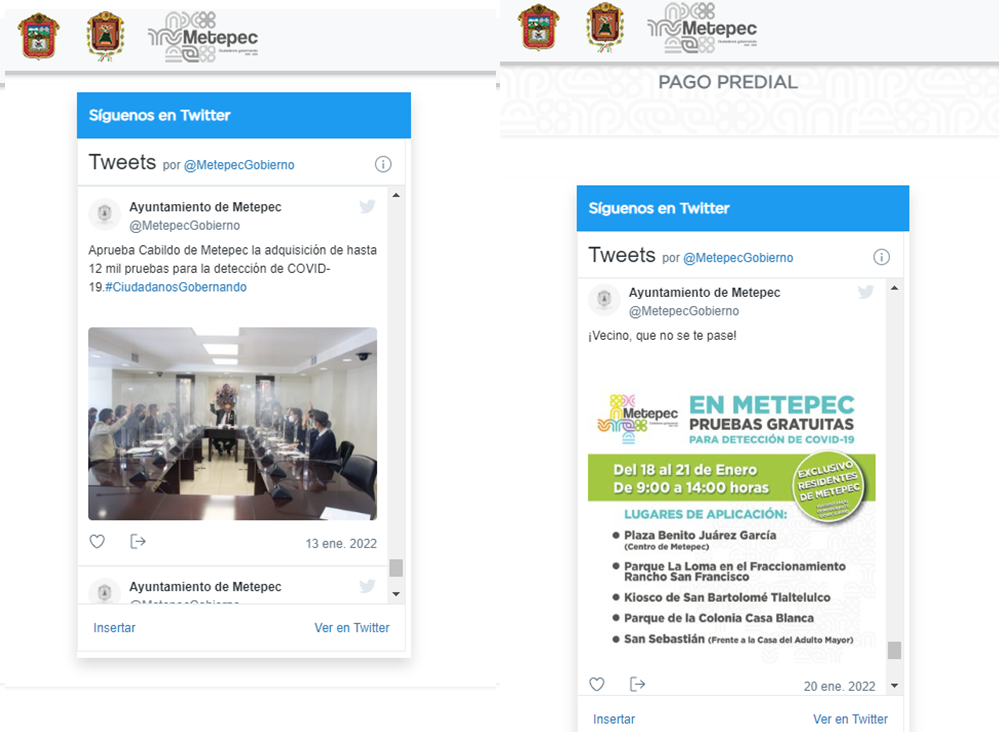 Metepec
Síguenos en Twitter
Tweets por @MetepecGobierno
Ayuntamiento de Metepec
@MetepecGobierno
Aprueba Cabildo de Metepec la adquisición de hasta
12 mil pruebas para la detección de COVID-
19.#CiudadanosGobernando
13 ene. 2022
Ayuntamiento de Metepec
@MetepecGobierno
Insertar
Ver en Twitter
Metepec
PAGO PREDIAL
Síguenos en Twitter
Tweets por @MetepecGobierno
Ayuntamiento de Metepec
@MetepecGobierno
¡Vecino, que no se te pase!
Metepec
EN METEPEC
PRUEBAS GRATUITAS
PARA DETECCIÓN DE COVID-19
Del 18 al 21 de Enero
De 9:00 a 14:00 horas
EXCLUSIVO
RESIDENTES
DE METEPEC
LUGARES DE APLICACIÓN:
Plaza Benito Juárez García
(Centro de Metepec)
Parque La Loma en el Fraccionamiento
Rancho San Francisco
Kiosco de San Bartolomé Tlaltelulco
Parque de la Colonia Casa Blanca
San Sebastián (Frente a la Casa del Adulto Mayor)
20 ene. 2022
Insertar
Ver en Twitter